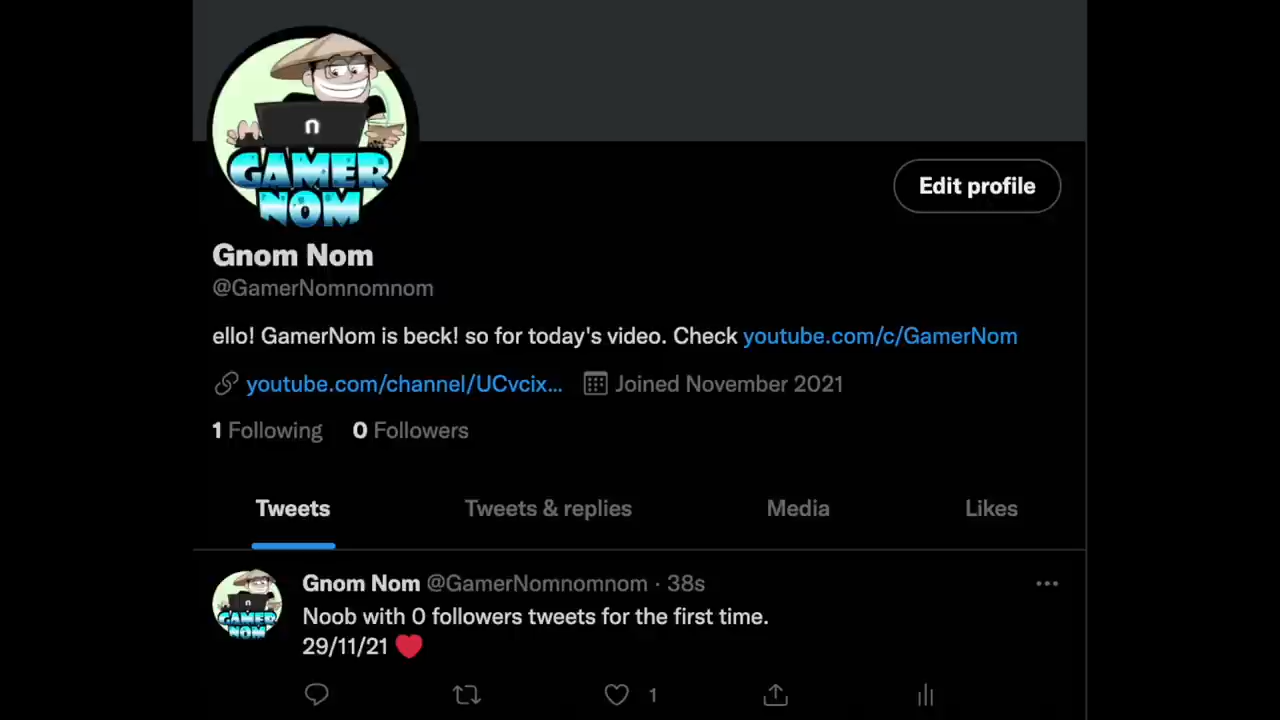 n
GAMER
NOM
Edit profile
Gnom Nom
@GamerNomnomnom
ello! GamerNom is beck! so for today's video. Check youtube.com/c/GamerNom
youtube.com/channel/UCvcix... Joined November 2021
1 Following 0 Followers
Tweets Tweets & replies Media Likes
Gnom Nom @GamerNomnomnom · 38s
Noob with 0 followers tweets for the first time.
29/11/21 ❤️
GAMER
NOM
1